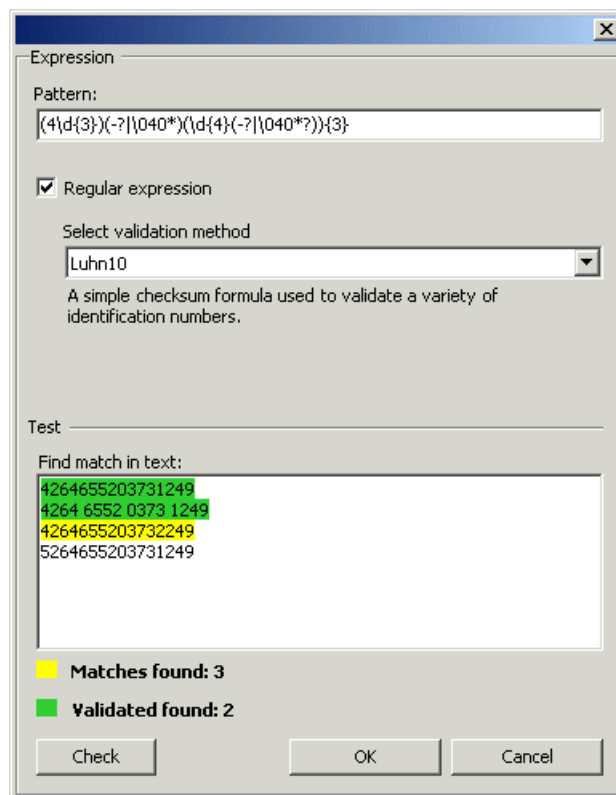 Expression
Pattern:
(4\d{3})(-?|\040*)(\d{4}(-?|\040*?)){3}
Regular expression
Select validation method
Luhn10
A simple checksum formula used to validate a variety of
identification numbers.
Test
Find match in text:
4264655203731249
4264 6552 0373 1249
4264655203732249
5264655203731249
Matches found: 3
Validated found: 2
Check OK Cancel